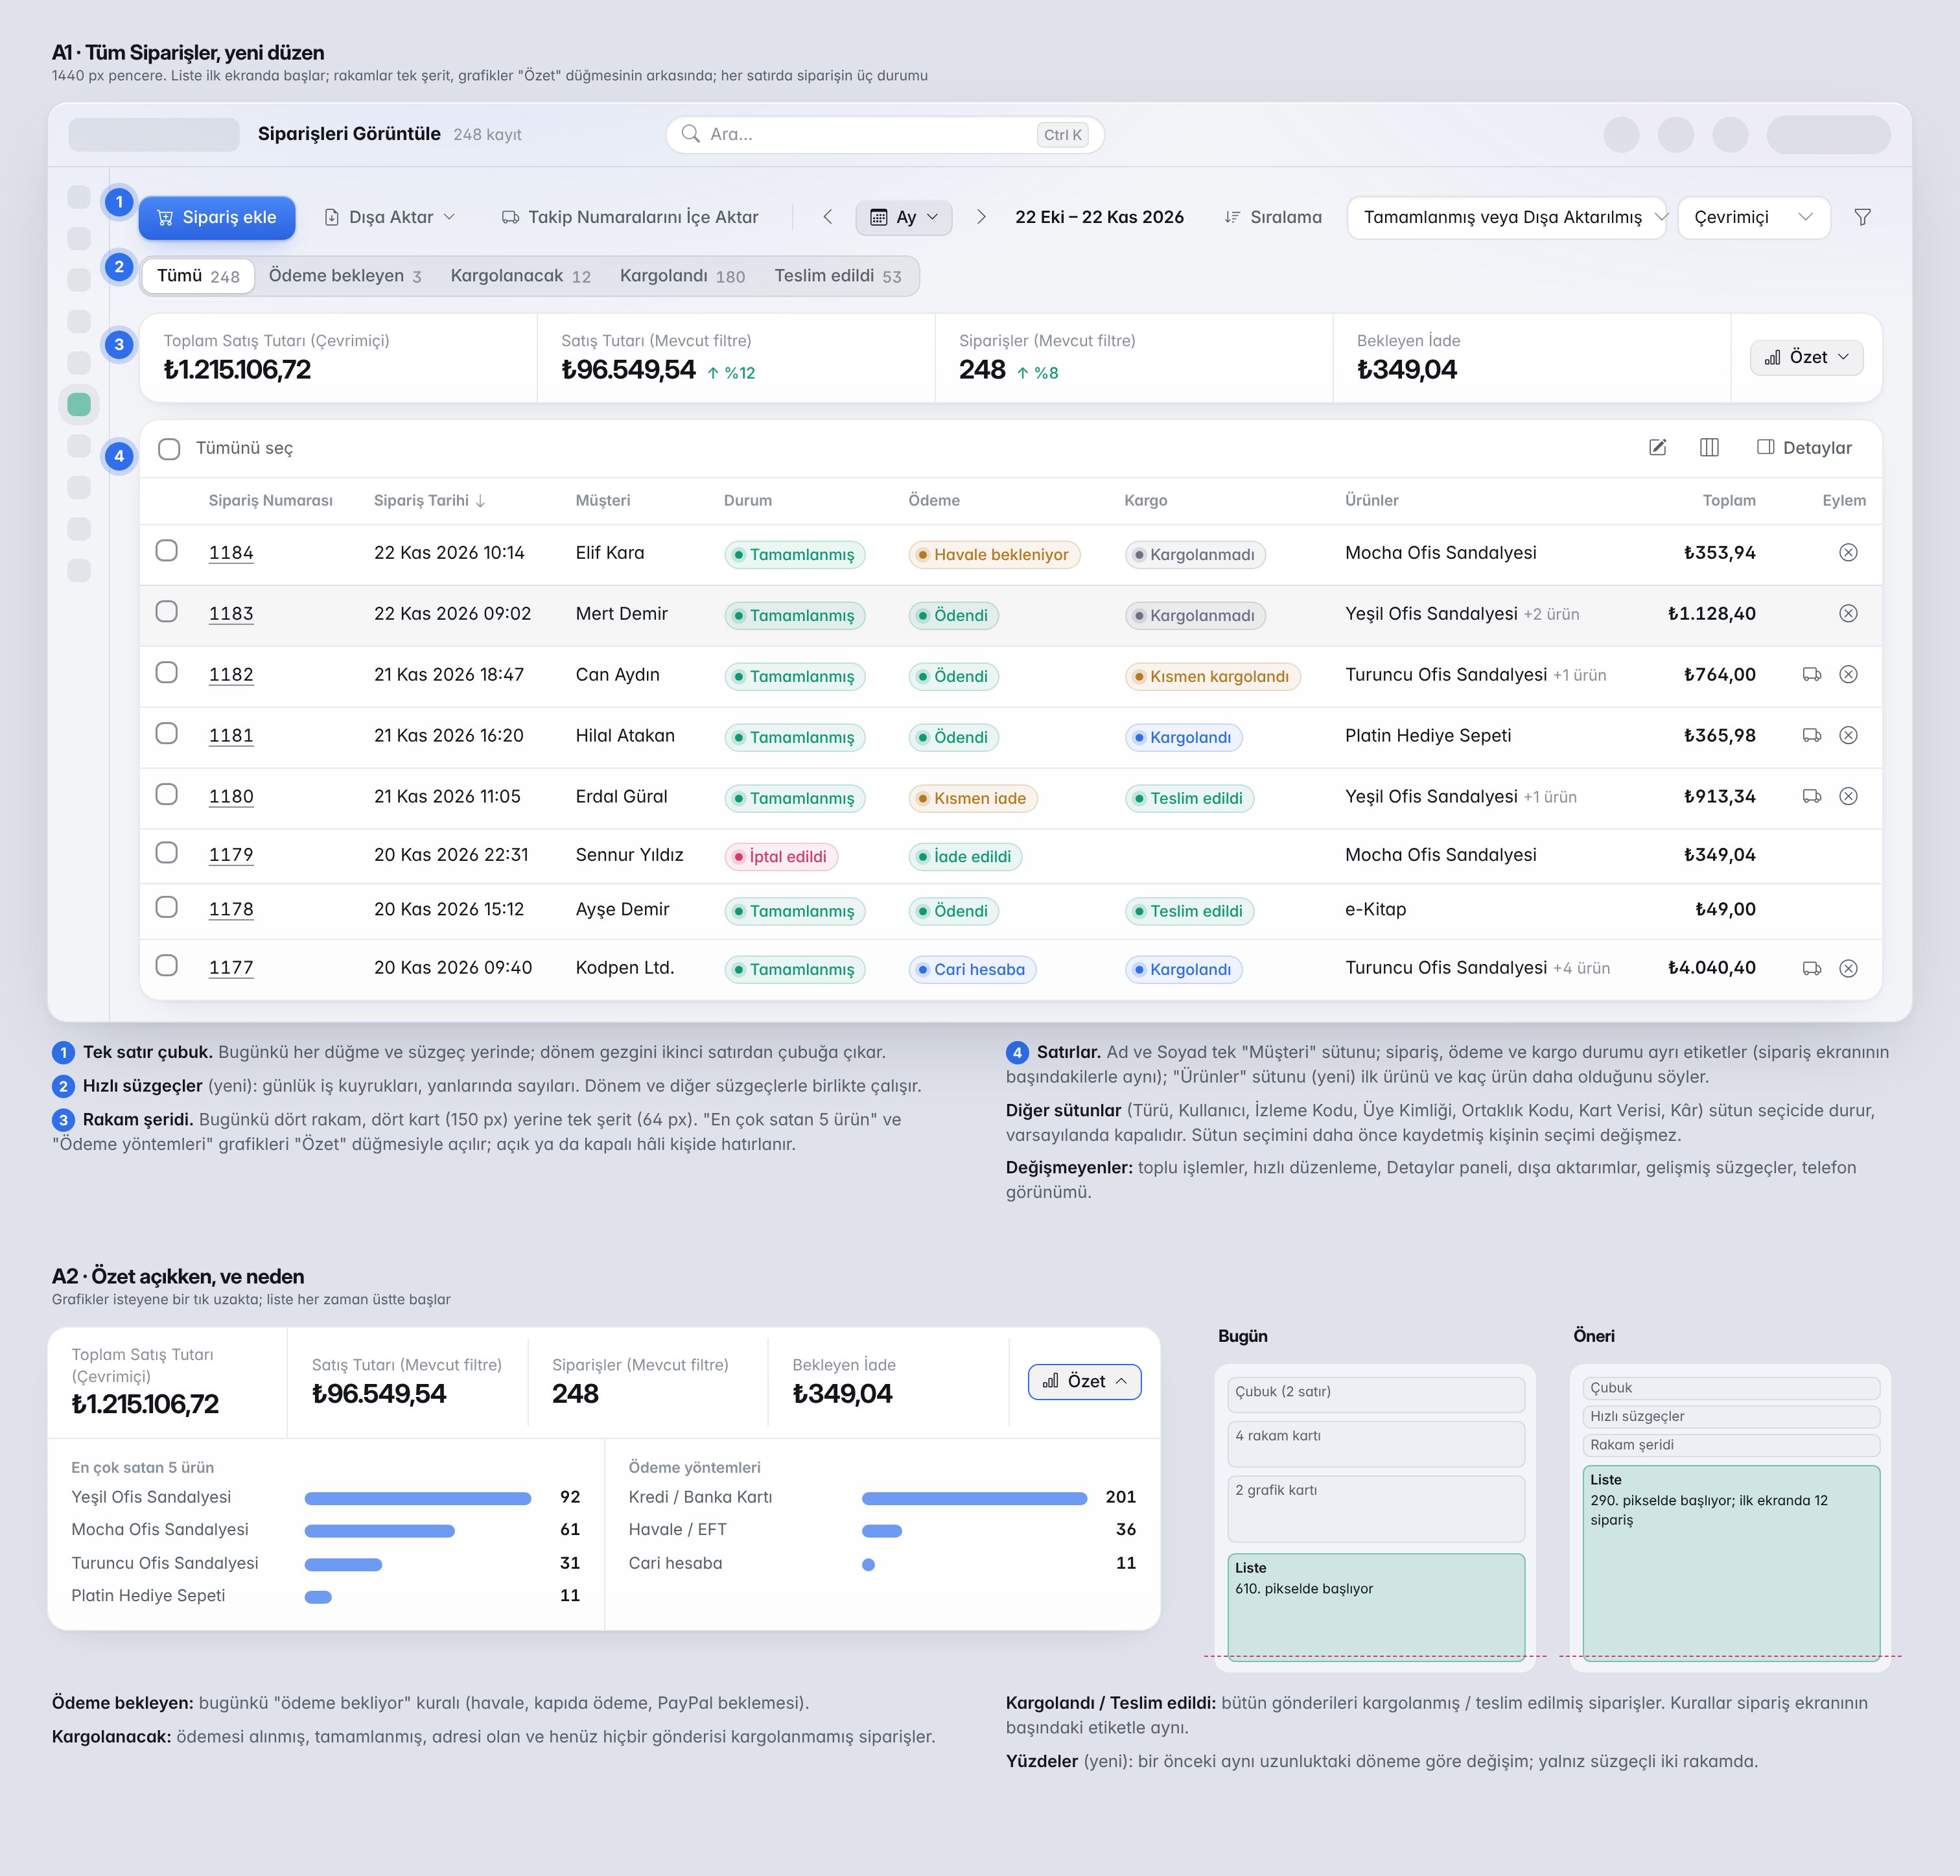 A1 · Tüm Siparişler, yeni düzen
1440 px pencere. Liste ilk ekranda başlar; rakamlar tek şerit, grafikler "Özet" düğmesinin arkasında; her satırda siparişin üç durumu
Siparişleri Görüntüle 248 kayıt Ara... Ctrl K
1 Sipariş ekle Dışa Aktar Takip Numaralarını İçe Aktar Ay 22 Eki – 22 Kas 2026 Sıralama Tamamlanmış veya Dışa Aktarılmış Çevrimiçi
2 Tümü 248 Ödeme bekleyen 3 Kargolanacak 12 Kargolandı 180 Teslim edildi 53
3 Toplam Satış Tutarı (Çevrimiçi) Satış Tutarı (Mevcut filtre) Siparişler (Mevcut filtre) Bekleyen İade
₺1.215.106,72 ₺96.549,54 ↑ %12 248 ↑ %8 ₺349,04 Özet
4 Tümünü seç Detaylar
Sipariş Numarası Sipariş Tarihi ↓ Müşteri Durum Ödeme Kargo Ürünler Toplam Eylem
1184 22 Kas 2026 10:14 Elif Kara Tamamlanmış Havale bekleniyor Kargolanmadı Mocha Ofis Sandalyesi ₺353,94
1183 22 Kas 2026 09:02 Mert Demir Tamamlanmış Ödendi Kargolanmadı Yeşil Ofis Sandalyesi +2 ürün ₺1.128,40
1182 21 Kas 2026 18:47 Can Aydın Tamamlanmış Ödendi Kısmen kargolandı Turuncu Ofis Sandalyesi +1 ürün ₺764,00
1181 21 Kas 2026 16:20 Hilal Atakan Tamamlanmış Ödendi Kargolandı Platin Hediye Sepeti ₺365,98
1180 21 Kas 2026 11:05 Erdal Güral Tamamlanmış Kısmen iade Teslim edildi Yeşil Ofis Sandalyesi +1 ürün ₺913,34
1179 20 Kas 2026 22:31 Sennur Yıldız İptal edildi İade edildi Mocha Ofis Sandalyesi ₺349,04
1178 20 Kas 2026 15:12 Ayşe Demir Tamamlanmış Ödendi Teslim edildi e-Kitap ₺49,00
1177 20 Kas 2026 09:40 Kodpen Ltd. Tamamlanmış Cari hesaba Kargolandı Turuncu Ofis Sandalyesi +4 ürün ₺4.040,40
1 Tek satır çubuk. Bugünkü her düğme ve süzgeç yerinde; dönem gezgini ikinci satırdan çubuğa çıkar.
2 Hızlı süzgeçler (yeni): günlük iş kuyrukları, yanlarında sayıları. Dönem ve diğer süzgeçlerle birlikte çalışır.
3 Rakam şeridi. Bugünkü dört rakam, dört kart (150 px) yerine tek şerit (64 px). "En çok satan 5 ürün" ve
"Ödeme yöntemleri" grafikleri "Özet" düğmesiyle açılır; açık ya da kapalı hâli kişide hatırlanır.
4 Satırlar. Ad ve Soyad tek "Müşteri" sütunu; sipariş, ödeme ve kargo durumu ayrı etiketler (sipariş ekranının
başındakilerle aynı); "Ürünler" sütunu (yeni) ilk ürünü ve kaç ürün daha olduğunu söyler.
Diğer sütunlar (Türü, Kullanıcı, İzleme Kodu, Üye Kimliği, Ortaklık Kodu, Kart Verisi, Kâr) sütun seçicide durur,
varsayılanda kapalıdır. Sütun seçimini daha önce kaydetmiş kişinin seçimi değişmez.
Değişmeyenler: toplu işlemler, hızlı düzenleme, Detaylar paneli, dışa aktarımlar, gelişmiş süzgeçler, telefon
görünümü.
A2 · Özet açıkken, ve neden
Grafikler isteyene bir tık uzakta; liste her zaman üstte başlar
Toplam Satış Tutarı
(Çevrimiçi)
₺1.215.106,72
Satış Tutarı (Mevcut filtre)
₺96.549,54
Siparişler (Mevcut filtre)
248
Bekleyen İade
₺349,04
Özet
En çok satan 5 ürün
Yeşil Ofis Sandalyesi 92
Mocha Ofis Sandalyesi 61
Turuncu Ofis Sandalyesi 31
Platin Hediye Sepeti 11
Ödeme yöntemleri
Kredi / Banka Kartı 201
Havale / EFT 36
Cari hesaba 11
Bugün
Çubuk (2 satır)
4 rakam kartı
2 grafik kartı
Liste
610. pikselde başlıyor
Öneri
Çubuk
Hızlı süzgeçler
Rakam şeridi
Liste
290. pikselde başlıyor; ilk ekranda 12
sipariş
Ödeme bekleyen: bugünkü "ödeme bekliyor" kuralı (havale, kapıda ödeme, PayPal beklemesi).
Kargolanacak: ödemesi alınmış, tamamlanmış, adresi olan ve henüz hiçbir gönderisi kargolanmamış siparişler.
Kargolandı / Teslim edildi: bütün gönderileri kargolanmış / teslim edilmiş siparişler. Kurallar sipariş ekranının
başındaki etiketle aynı.
Yüzdeler (yeni): bir önceki aynı uzunluktaki döneme göre değişim; yalnız süzgeçli iki rakamda.